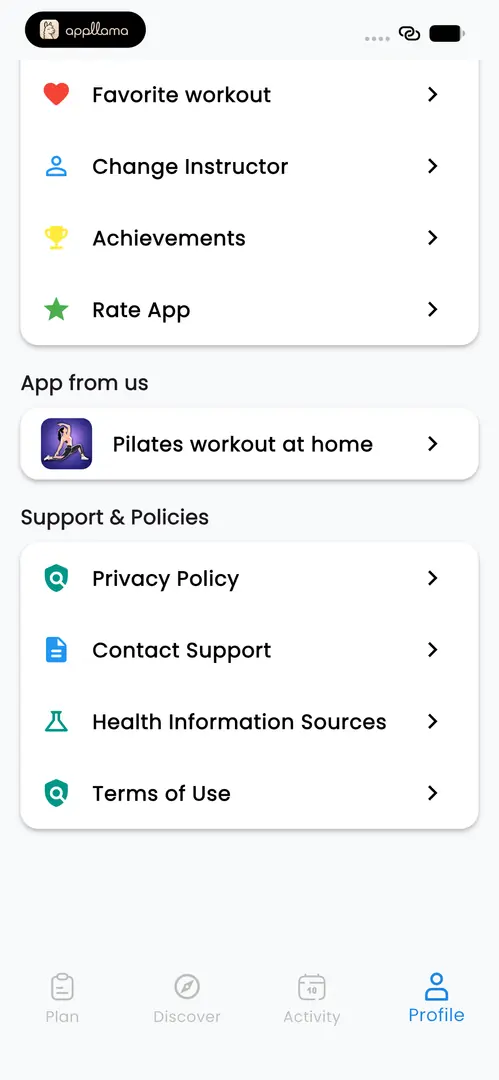 appllama
Favorite workout
Change Instructor
Achievements
Rate App
App from us
Pilates workout at home
Support & Policies
Privacy Policy
Contact Support
Health Information Sources
Terms of Use
10
Plan
Discover
Activity
Profile